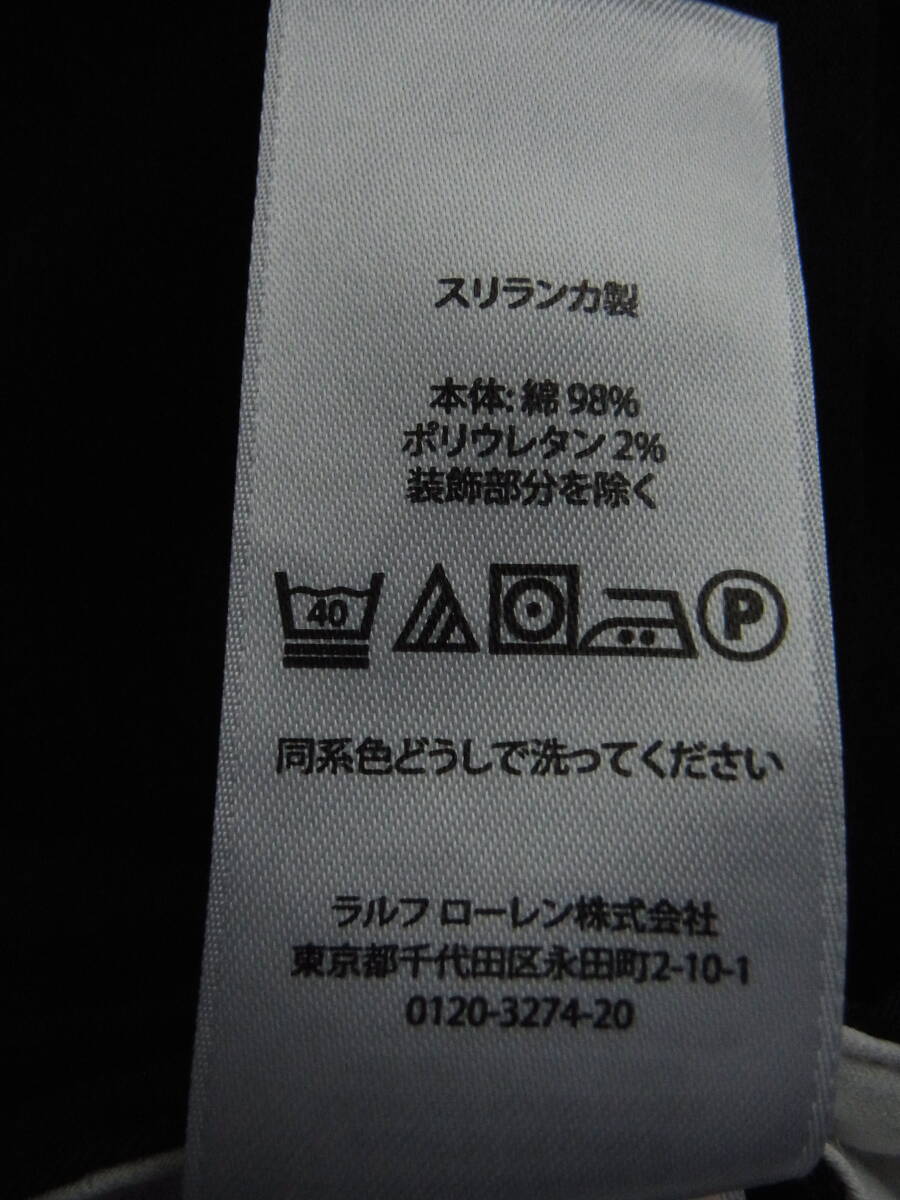 スリランカ製
本体: 綿 98%
ポリウレタン 2%
装飾部分を除く
40 P
同系色どうしで洗ってください
ラルフ ローレン株式会社
東京都千代田区永田町2-10-1
0120-3274-20